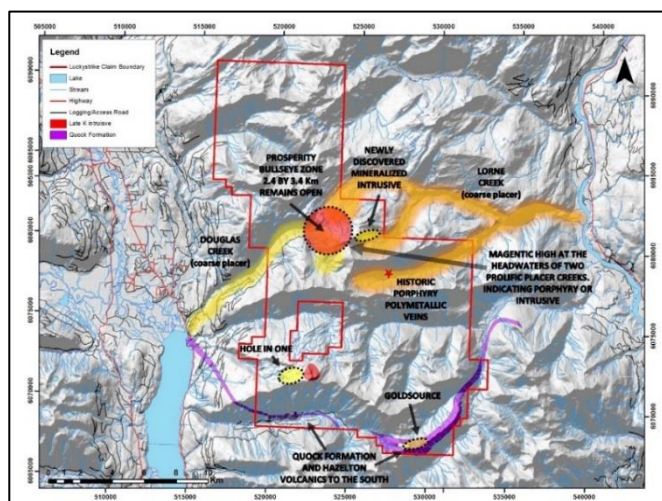 505000 510000 515000 520000 525000 530000 535000 540000
Legend
Luckystrike Claim Boundary
Lake
Stream
Highway
Logging/Access Road
Late K Intrusive
Quock Formation
PROSPERITY
BULLSEYE ZONE
2.4 BY 3.4 Km
REMAINS OPEN
NEWLY
DISCOVERED
MINERALIZED
INTRUSIVE
LORNE
CREEK
(coarse placer)
DOUGLAS
CREEK
(coarse placer)
MAGENTIC HIGH AT THE
HEADWATERS OF TWO
PROLIFIC PLACER CREEKS.
INDICATING PORPHYRY OR
INTRUSIVE
HISTORIC
PORPHYRY
POLYMETALLIC
VEINS
HOLE IN ONE
GOLDSOURCE
QUOCK FORMATION
AND HAZELTON
VOLCANICS TO THE SOUTH
Km
510000 515000 520000 525000 530000 535000 540000